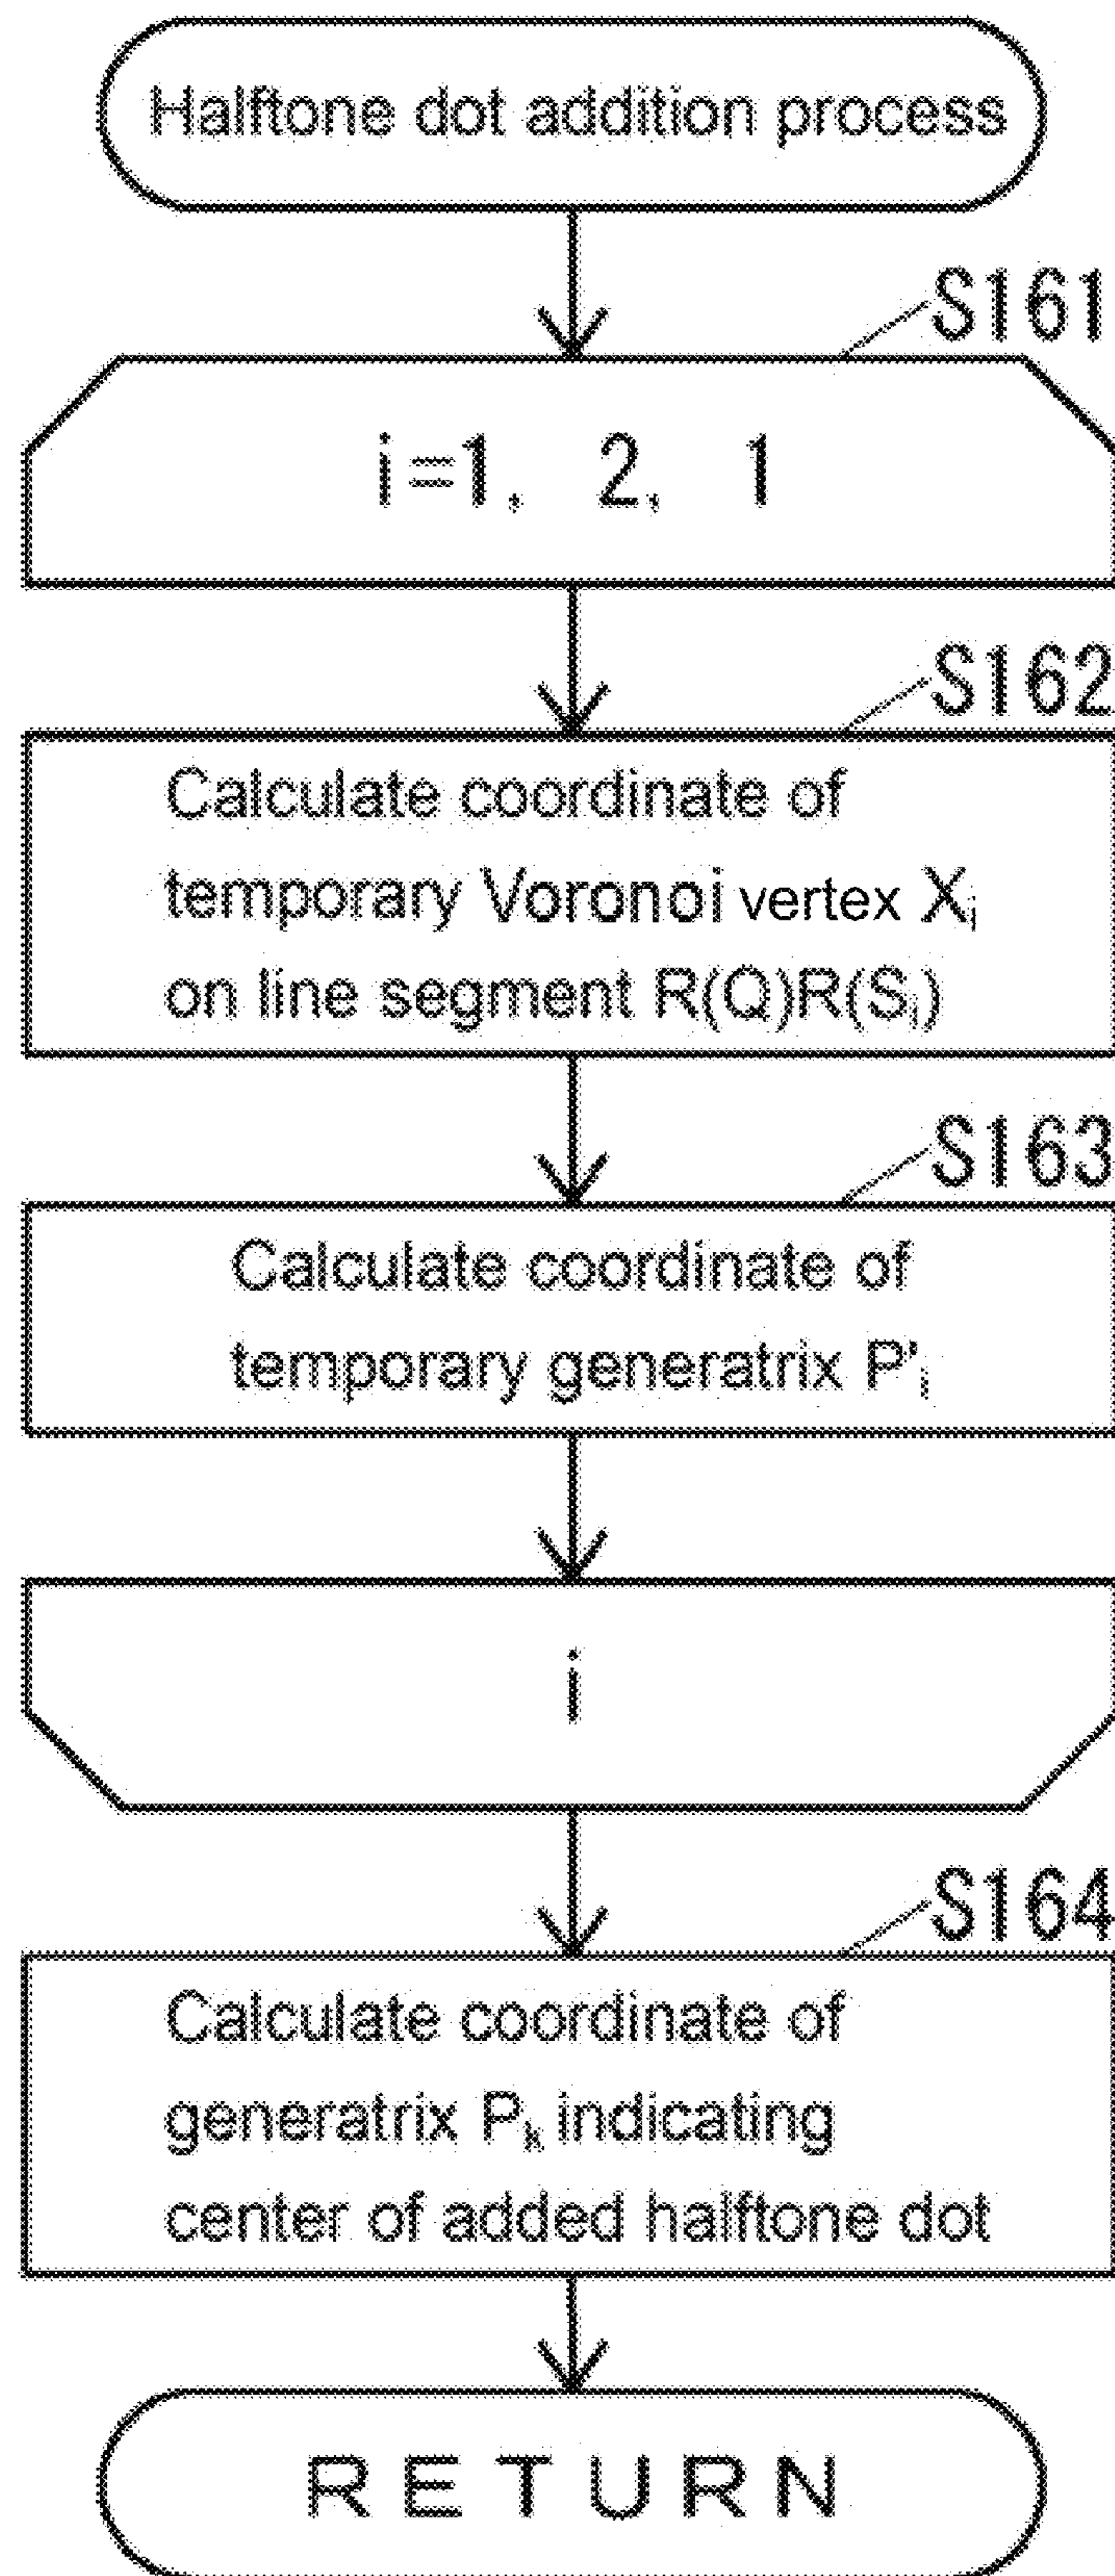 Halftone dot addition process
S161
i=1, 2, 1
S162
Calculate coordinate of
temporary Voronoi vertex Xi
on line segment R(Q)R(Si)
S163
Calculate coordinate of
temporary generatrix P'i
i
S164
Calculate coordinate of
generatrix Pk indicating
center of added halftone dot
RETURN